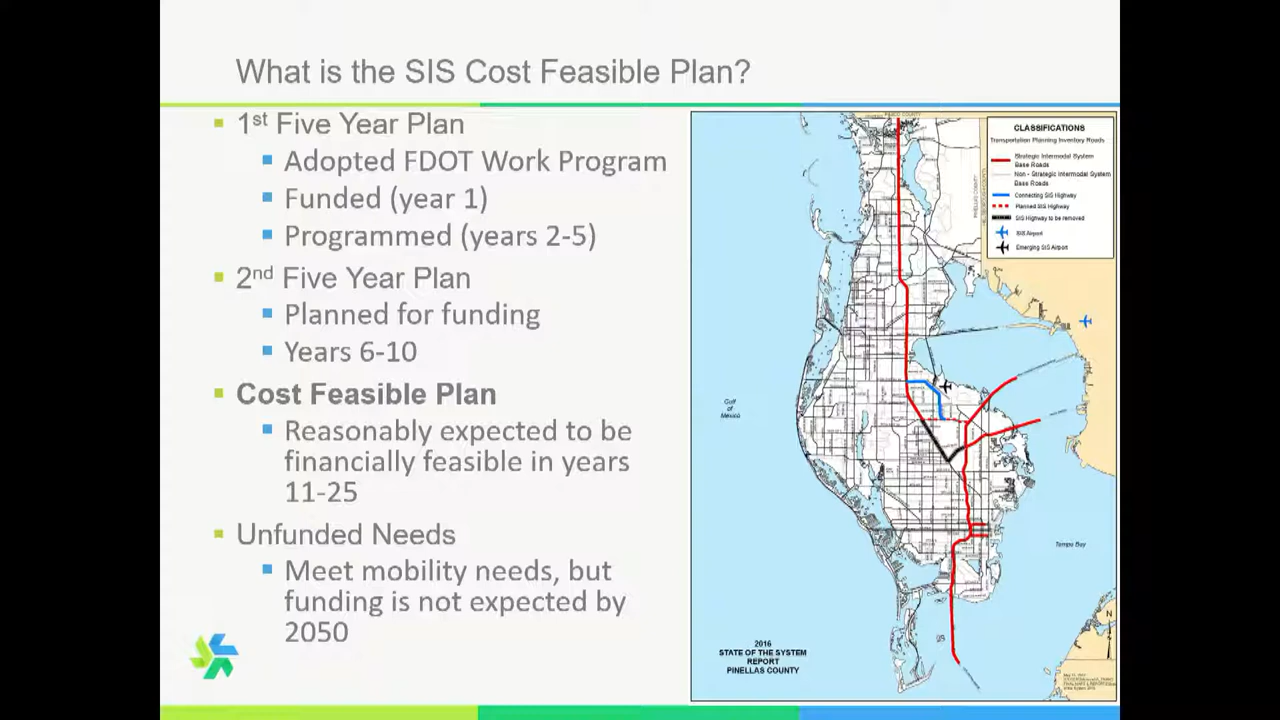 What is the SIS Cost Feasible Plan?
1st Five Year Plan
Adopted FDOT Work Program
Funded (year 1)
Programmed (years 2-5)
2nd Five Year Plan
Planned for funding
Years 6-10
Cost Feasible Plan
Reasonably expected to be
financially feasible in years
11-25
Unfunded Needs
Meet mobility needs, but
funding is not expected by
2050
CLASSIFICATIONS
Transportation Planning Inventory Roads
Strategic Intermodal System
Base Roads
Non - Strategic Intermodal System
Base Roads
Connecting SIS Highway
Planned SIS Highway
SIS Highway to be removed
SIS Airport
Emerging SIS Airport
Gulf
of
Mexico
Tampa Bay
2016
STATE OF THE SYSTEM
REPORT
PINELLAS COUNTY
N